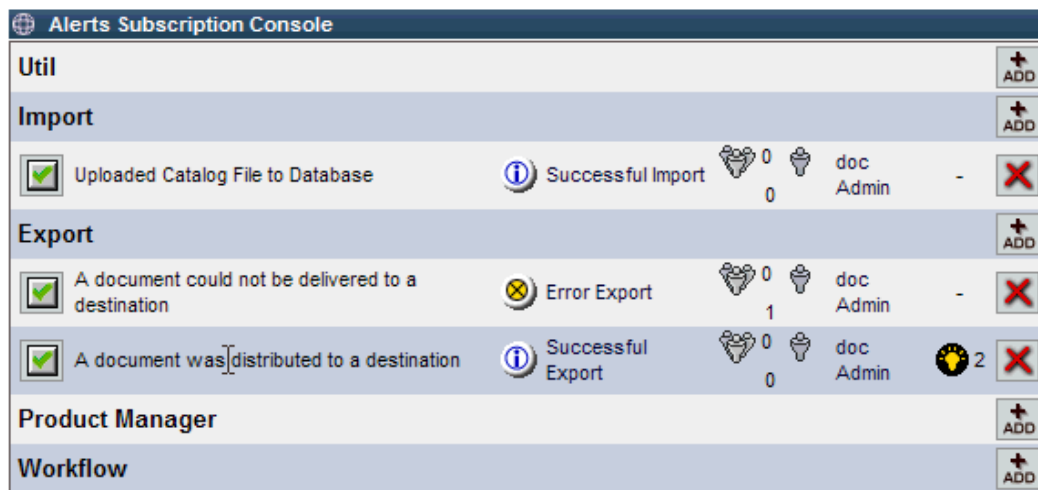 Alerts Subscription Console
Util
ADD
Import
ADD
Uploaded Catalog File to Database
Successful Import
0
0
doc
Admin
-
Export
ADD
A document could not be delivered to a
destination
Error Export
0
1
doc
Admin
-
A document was distributed to a destination
Successful
Export
0
0
doc
Admin
2
Product Manager
ADD
Workflow
ADD